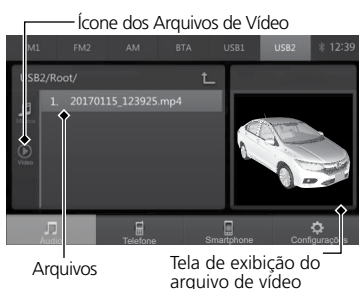 Ícone dos Arquivos de Vídeo
FM1 FM2 AM BTA USB1 USB2 12:39
USB2/Root/
1. 20170115_123925.mp4
Video
Áudio Telefone Smartphone Configurações
Arquivos
Tela de exibição do
arquivo de vídeo